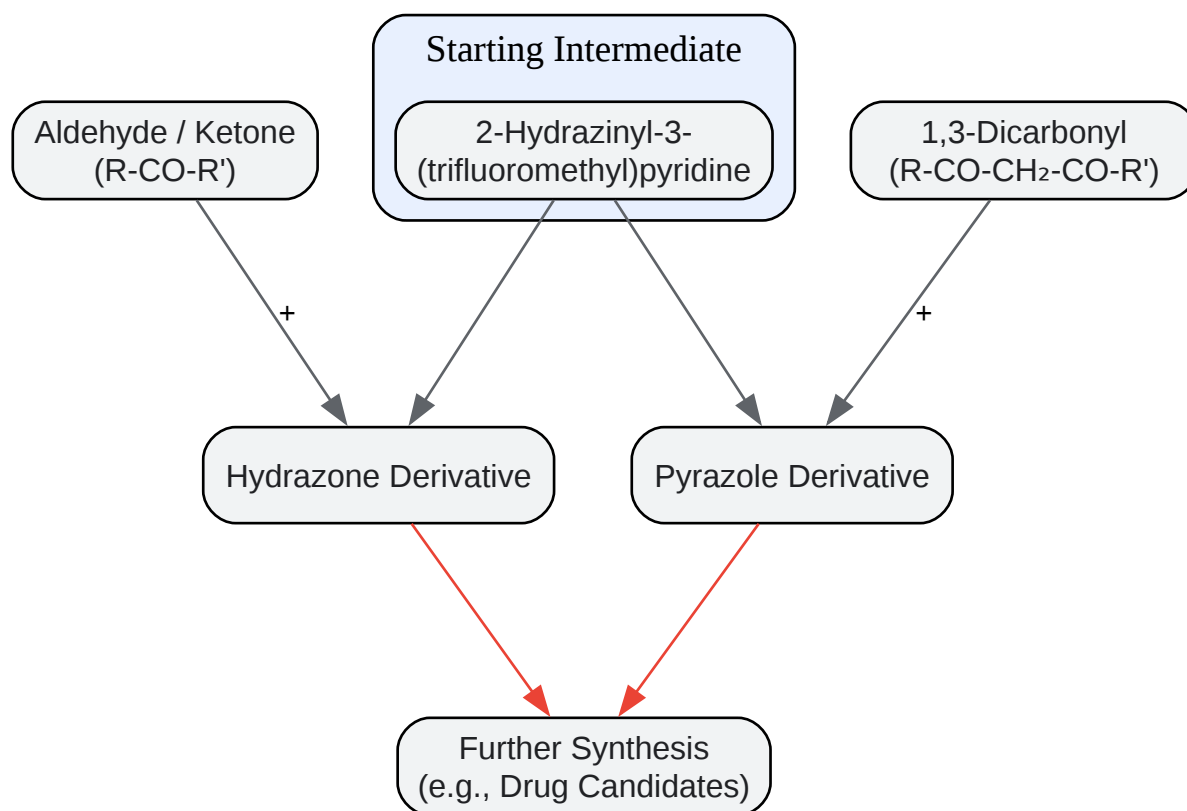 Starting Intermediate
Aldehyde / Ketone
(R-CO-R')
2-Hydrazinyl-3-
(trifluoromethyl)pyridine
1,3-Dicarbonyl
(R-CO-CH₂-CO-R')
+
+
Hydrazone Derivative
Pyrazole Derivative
Further Synthesis
(e.g., Drug Candidates)